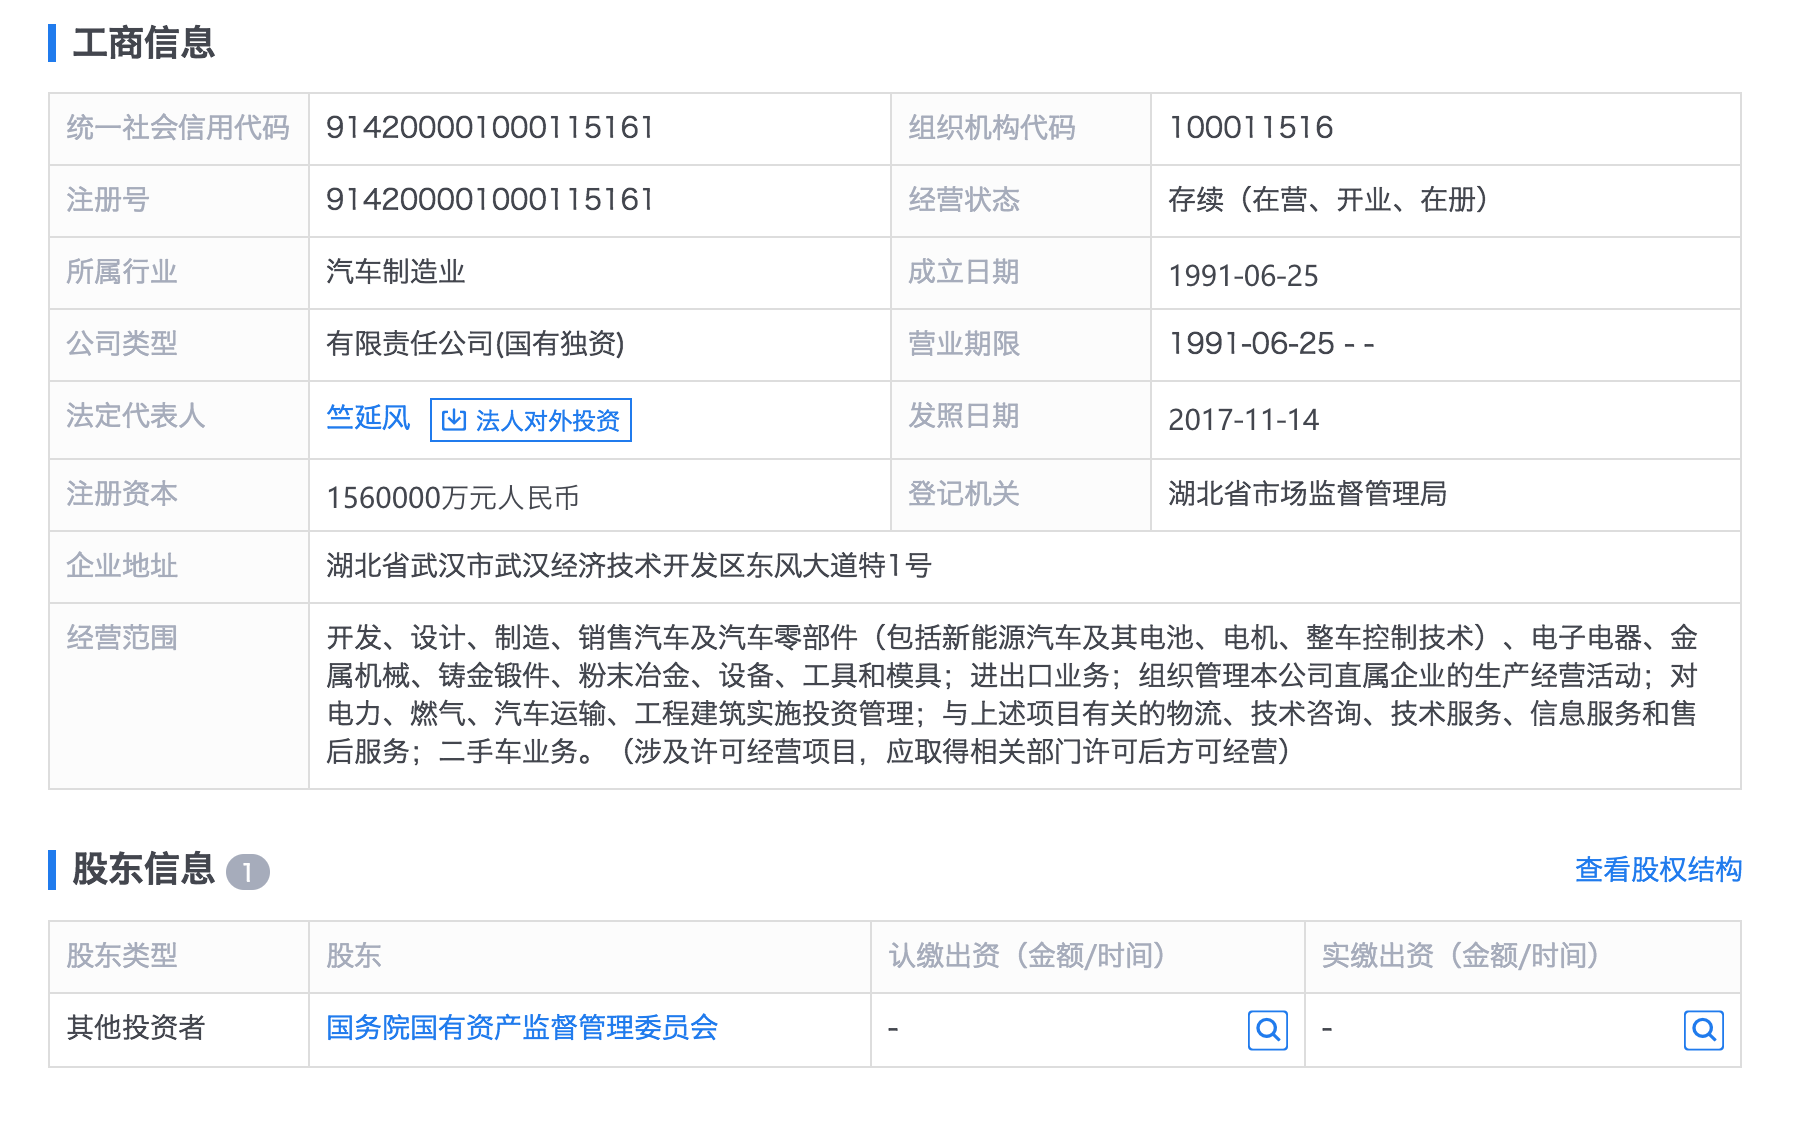 工商信息
统一社会信用代码 914200001000115161 组织机构代码 100011516
注册号 914200001000115161 经营状态 存续（在营、开业、在册）
所属行业 汽车制造业 成立日期 1991-06-25
公司类型 有限责任公司(国有独资) 营业期限 1991-06-25 - -
法定代表人 竺延风 法人对外投资 发照日期 2017-11-14
注册资本 1560000万元人民币 登记机关 湖北省市场监督管理局
企业地址 湖北省武汉市武汉经济技术开发区东风大道特1号
经营范围 开发、设计、制造、销售汽车及汽车零部件（包括新能源汽车及其电池、电机、整车控制技术）、电子电器、金
属机械、铸金锻件、粉末冶金、设备、工具和模具；进出口业务；组织管理本公司直属企业的生产经营活动；对
电力、燃气、汽车运输、工程建筑实施投资管理；与上述项目有关的物流、技术咨询、技术服务、信息服务和售
后服务；二手车业务。（涉及许可经营项目，应取得相关部门许可后方可经营）
股东信息 1 查看股权结构
股东类型 股东 认缴出资（金额/时间） 实缴出资（金额/时间）
其他投资者 国务院国有资产监督管理委员会 - -